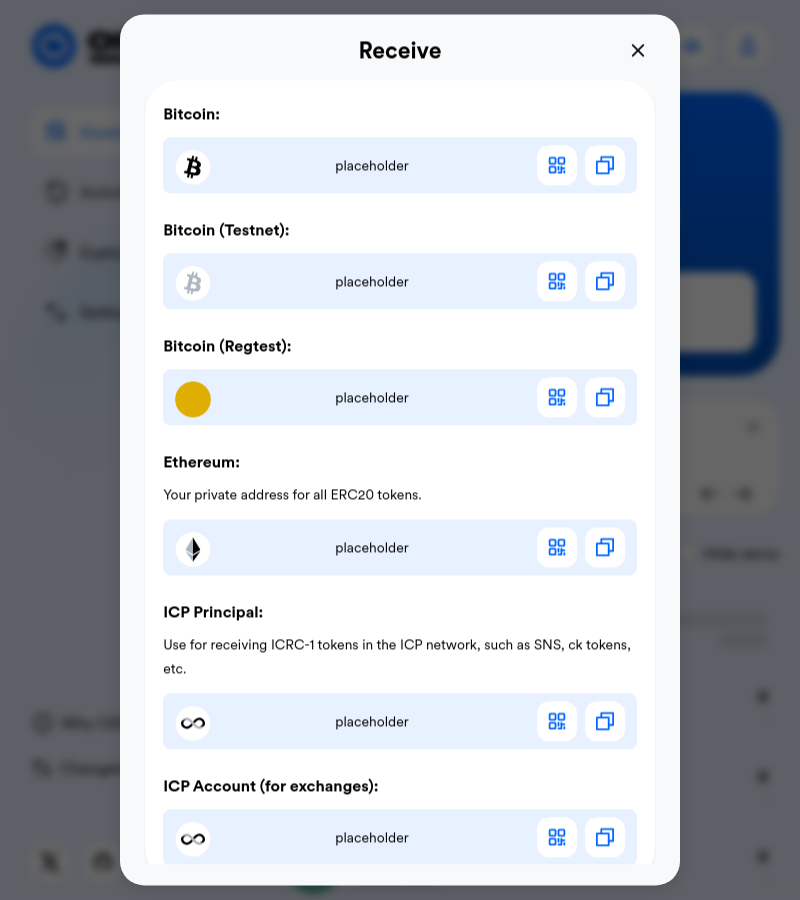 Receive
Bitcoin:
placeholder
Bitcoin (Testnet):
placeholder
Bitcoin (Regtest):
placeholder
Ethereum:
Your private address for all ERC20 tokens.
placeholder
ICP Principal:
Use for receiving ICRC-1 tokens in the ICP network, such as SNS, ck tokens,
etc.
placeholder
ICP Account (for exchanges):
placeholder